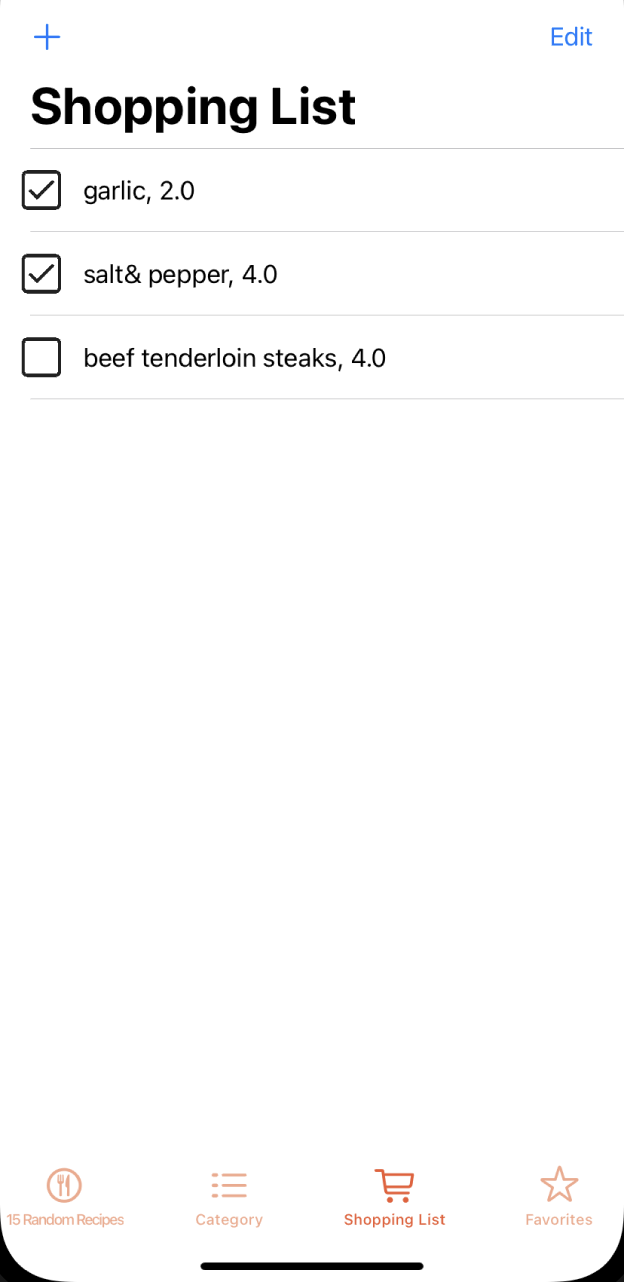 Edit
Shopping List
garlic, 2.0
salt& pepper, 4.0
beef tenderloin steaks, 4.0
15 Random Recipes
Category
Shopping List
Favorites